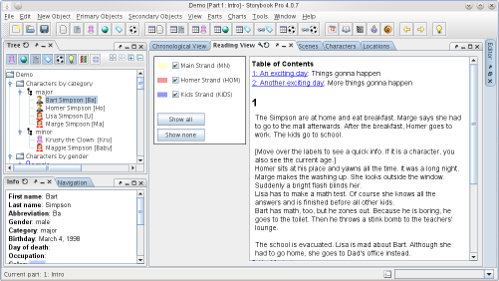 Demo [Part 1: Intro] - Storybook Pro 4.0.7
File Edit View New Primary Objects Secondary Objects View Parts Charts Tools Window Help
Tree
Demo
Characters by category
major
Bart Simpson [Ba]
Homer Simpson [Ho]
Lisa Simpson [Li]
Marge Simpson [Ma]
minor
Krusty the Clown [Kru]
Maggie Simpson [Babu]
Characters by gender
Info Navigation
First name: Bart
Last name: Simpson
Abbreviation: Ba
Gender: male
Category: major
Birthday: March 4, 1998
Day of death:
Occupation:
Color:
Chronological View Reading View Scenes Characters Locations
Main Strand (MN)
Homer Strand (HOM)
Kids Strand (KIDS)
Show all
Show none
Table of Contents
1: An exciting day: Things gonna happen
2: Another exciting day: More things gonna happen
1
The Simpson are at home and eat breakfast. Marge says she had
to go to the mall afterwards. After the breakfast, Homer goes to
work. The kids go to school.
[Move over the labels to see a quick info. If it is a character, you
also see the current age.]
Homer sits at his place and yawns all the time. It was a long night.
Marge makes the washing up. She looks outside the window.
Suddenly a bright flash blinds her.
Lisa has to make a math test. Of course she knows all the
answers and is finished before all other kids.
Bart has math, too, but he zones out. Because he is boring, he
goes to the toilet. Then he throws a stink bomb to the teachers'
lounge.
The school is evacuated. Lisa is mad about Bart. Although she
had to go home, she goes to Dad's office instead.
Editor
Current part: 1: Intro